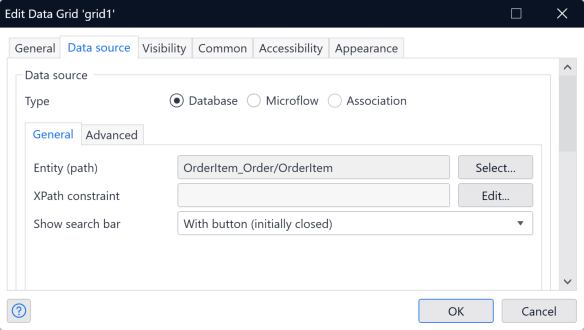 Edit Data Grid 'grid1'
General Data source Visibility Common Accessibility Appearance
Data source
Type Database Microflow Association
General Advanced
Entity (path) OrderItem_Order/OrderItem Select...
XPath constraint Edit...
Show search bar With button (initially closed)
? OK Cancel